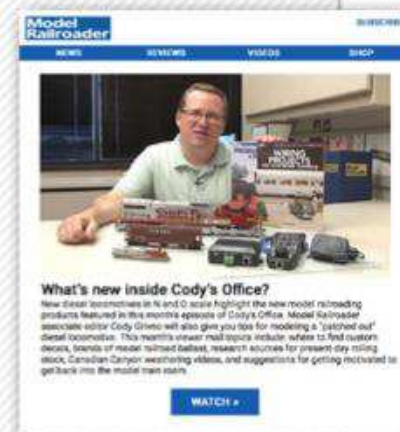 Model
Railroader
SUBSCRIBE
NEWS REVIEWS VIDEOS SHOP
WIRING
PROJECTS
What's new inside Cody's Office?
New diesel locomotives in N and O scale highlight the new model railroading
products featured in this month's episode of Cody's Office. Model Railroader
associate editor Cody Grivno will also give you tips for modeling a "patched out"
diesel locomotive. This month's viewer mail topics include: where to find custom
decals, brands of model railroad ballast, research sources for present-day rolling
stock, Canadian Canyon weathering videos, and suggestions for getting motivated to
get back into the model train room.
WATCH »